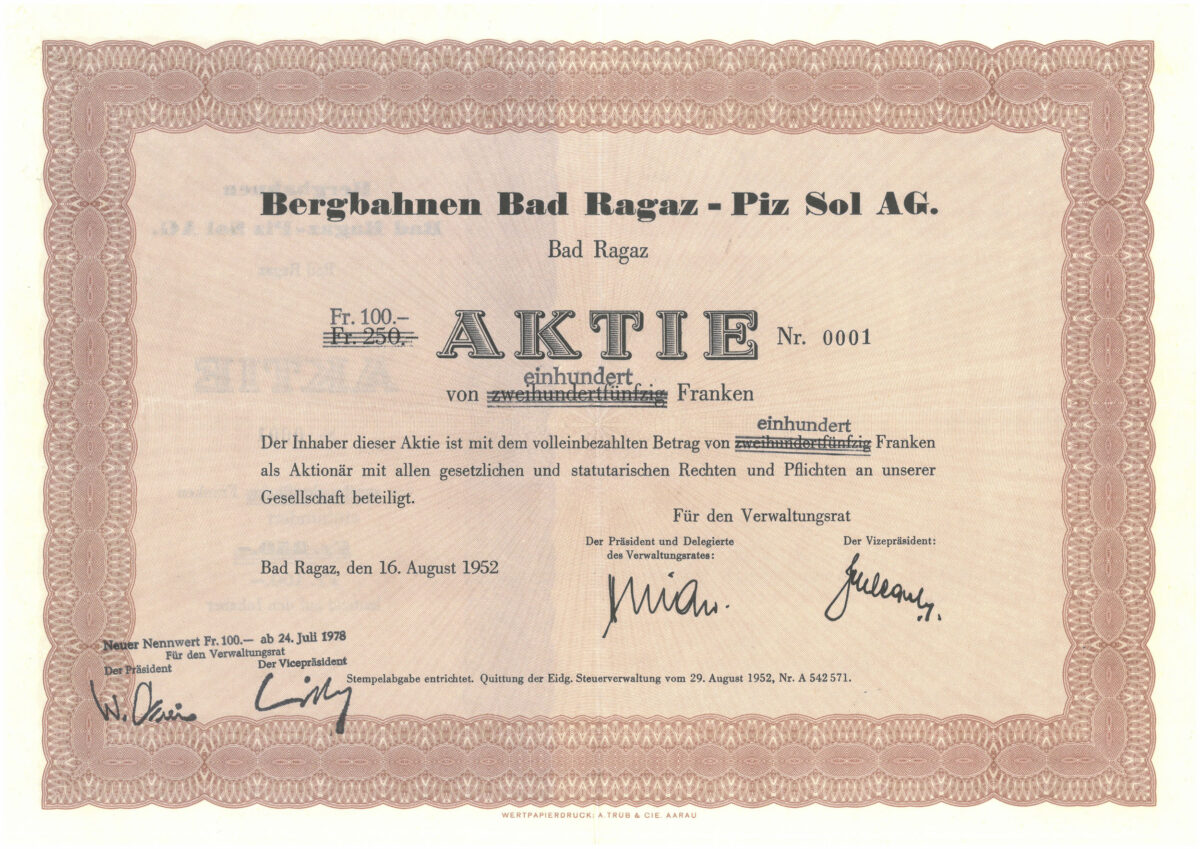 Bergbahnen Bad Ragaz - Piz Sol AG.
Bad Ragaz
Fr. 100.–
Fr. 250.–
AKTIE Nr. 0001
einhundert
von zweihundertfünfzig Franken
einhundert
Der Inhaber dieser Aktie ist mit dem volleinbezahlten Betrag von zweihundertfünfzig Franken
als Aktionär mit allen gesetzlichen und statutarischen Rechten und Pflichten an unserer
Gesellschaft beteiligt.
Für den Verwaltungsrat
Der Präsident und Delegierte
des Verwaltungsrates:
Der Vizepräsident:
Bad Ragaz, den 16. August 1952
Neuer Nennwert Fr. 100.— ab 24. Juli 1978
Für den Verwaltungsrat
Der Präsident
Der Vicepräsident
Stempelabgabe entrichtet. Quittung der Eidg. Steuerverwaltung vom 29. August 1952, Nr. A 542 571.
WERTPAPIERDRUCK: A. TRÜB & CIE. AARAU